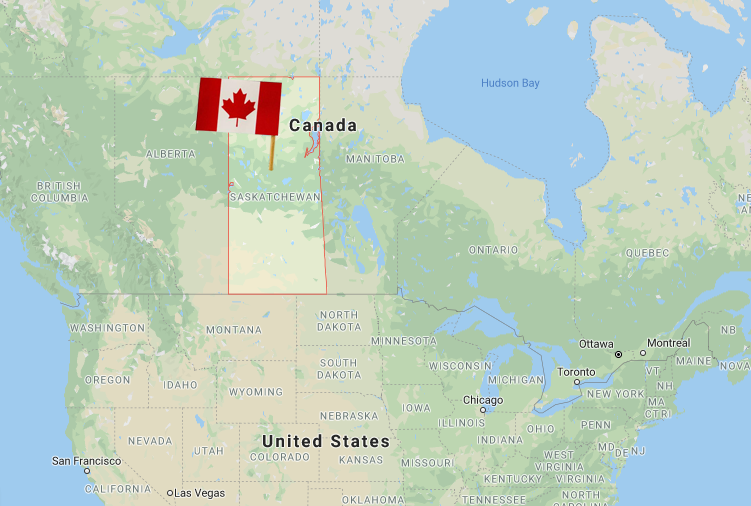 Hudson Bay
Canada
ALBERTA
MANITOBA
BRITISH
COLUMBIA
SASKATCHEWAN
ONTARIO
QUEBEC
NB
NOVA
WASHINGTON
MONTANA
NORTH
DAKOTA
MINNESOTA
Ottawa
Montreal
MAINE
SOUTH
DAKOTA
WISCONSIN
MICHIGAN
Toronto
VT
NH
OREGON
IDAHO
WYOMING
NEW YORK
MA
CT
RI
IOWA
Chicago
NEBRASKA
ILLINOIS
INDIANA
OHIO
PENN
NEVADA
UTAH
United States
COLORADO
KANSAS
MISSOURI
WEST
VIRGINIA
MD
DE
NJ
San Francisco
CALIFORNIA
Las Vegas
KENTUCKY
VIRGINIA
OKLAHOMA
TENNESSEE
NORTH
CAROLINA